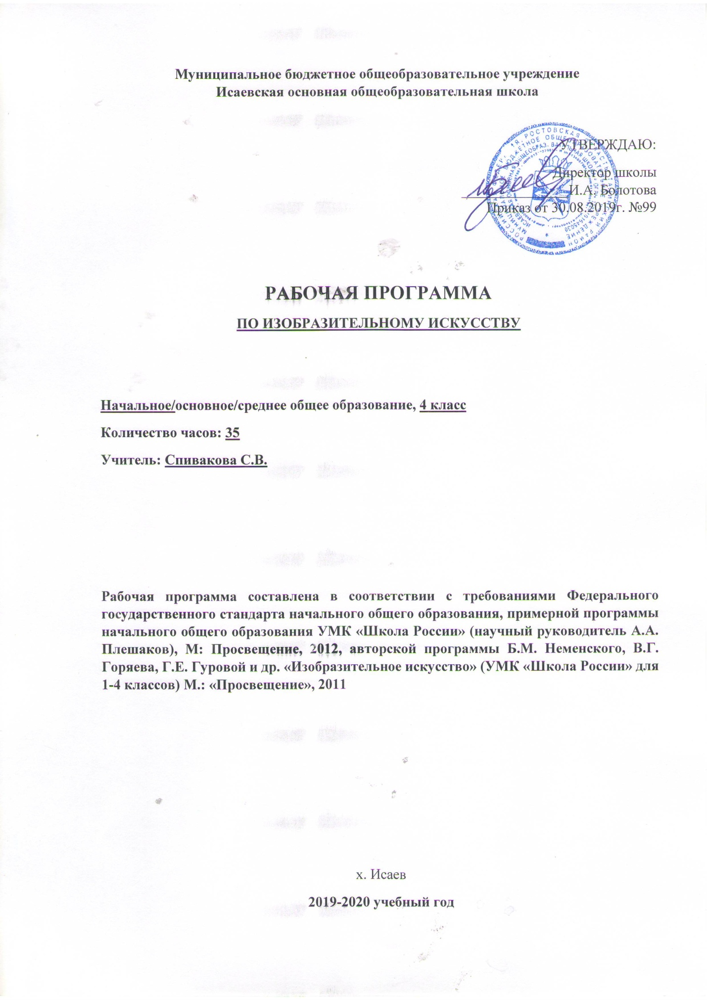 Муниципальное бюджетное общеобразовательное учреждение
Исаевская основная общеобразовательная школа
УТВЕРЖДАЮ:
Директор школы
И.А. Болотова
Приказ от 30.08.2019г. №99
РАБОЧАЯ ПРОГРАММА
ПО ИЗОБРАЗИТЕЛЬНОМУ ИСКУССТВУ
Начальное/основное/среднее общее образование, 4 класс
Количество часов: 35
Учитель: Спивакова С.В.
Рабочая программа составлена в соответствии с требованиями Федерального
государственного стандарта начального общего образования, примерной программы
начального общего образования УМК «Школа России» (научный руководитель А.А.
Плешаков), М: Просвещение, 2012, авторской программы Б.М. Неменского, В.Г.
Горяева, Г.Е. Гуровой и др. «Изобразительное искусство» (УМК «Школа России» для
1-4 классов) М.: «Просвещение», 2011
х. Исаев
2019-2020 учебный год